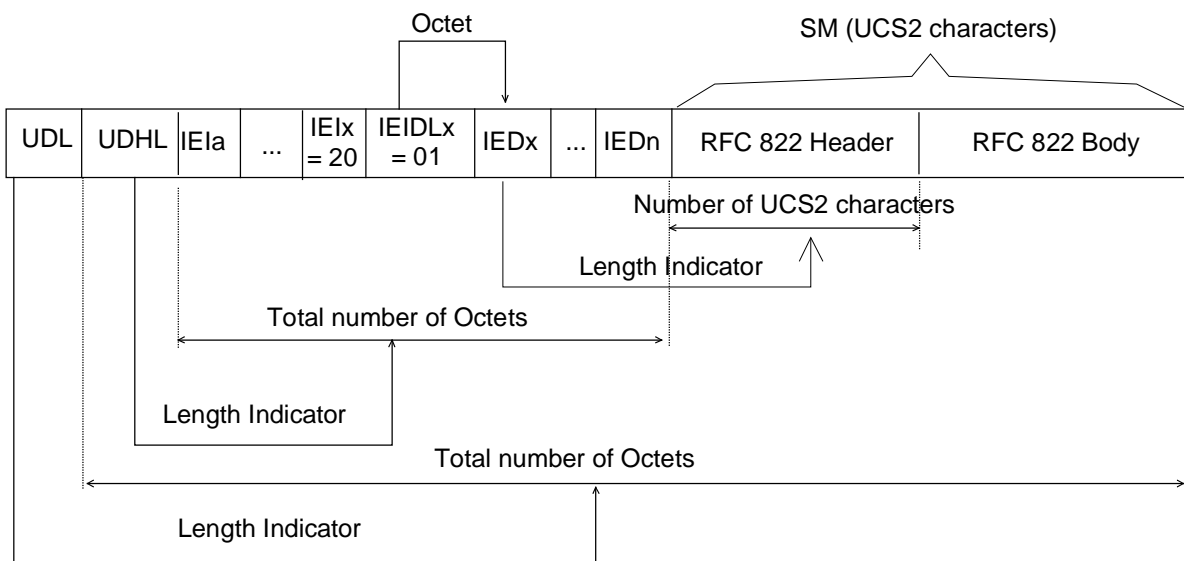 Octet
SM (UCS2 characters)
UDL
UDHL
IEIa
...
IEIx
= 20
IEIDLx
= 01
IEDx
...
IEDn
RFC 822 Header
RFC 822 Body
Number of UCS2 characters
Length Indicator
Total number of Octets
Length Indicator
Total number of Octets
Length Indicator